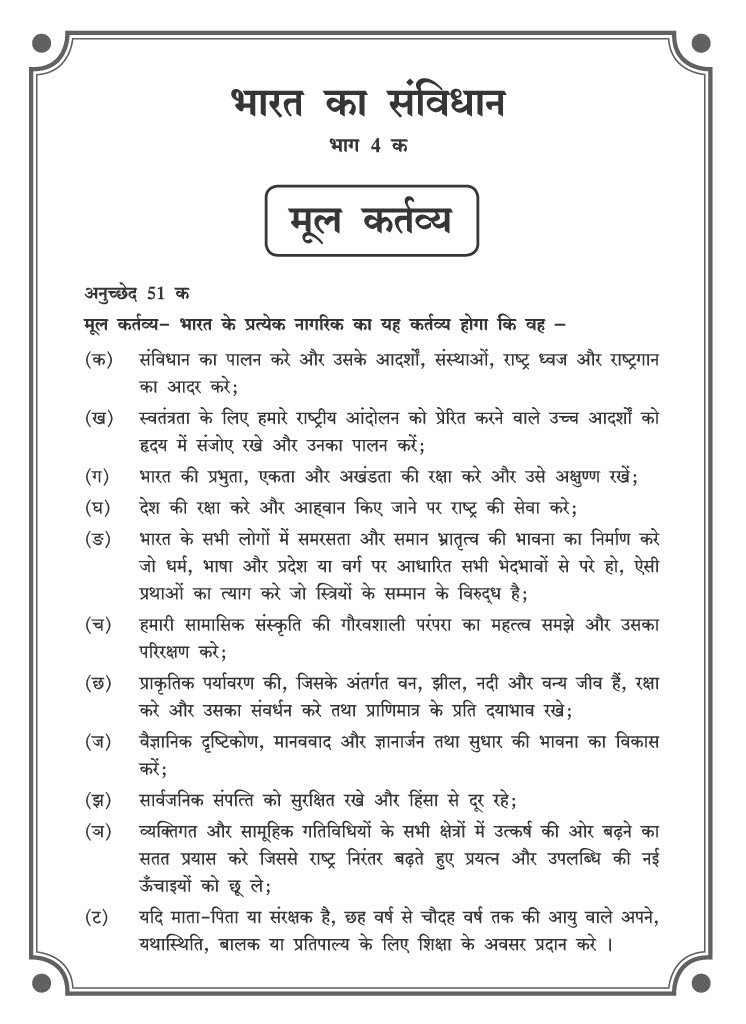 भारत का संविधान
भाग 4 क
मूल कर्तव्य
अनुच्छेद 51 क
मूल कर्तव्य- भारत के प्रत्येक नागरिक का यह कर्तव्य होगा कि वह –
(क) संविधान का पालन करे और उसके आदर्शों, संस्थाओं, राष्ट्र ध्वज और राष्ट्रगान
का आदर करे;
(ख) स्वतंत्रता के लिए हमारे राष्ट्रीय आंदोलन को प्रेरित करने वाले उच्च आदर्शों को
हृदय में संजोए रखे और उनका पालन करें;
(ग) भारत की प्रभुता, एकता और अखंडता की रक्षा करे और उसे अक्षुण्ण रखें;
(घ) देश की रक्षा करे और आह्‌वान किए जाने पर राष्ट्र की सेवा करे;
(ङ) भारत के सभी लोगों में समरसता और समान भ्रातृत्व की भावना का निर्माण करे
जो धर्म, भाषा और प्रदेश या वर्ग पर आधारित सभी भेदभावों से परे हो, ऐसी
प्रथाओं का त्याग करे जो स्त्रियों के सम्मान के विरुद्‌ध है;
(च) हमारी सामासिक संस्कृति की गौरवशाली परंपरा का महत्त्व समझे और उसका
परिरक्षण करे;
(छ) प्राकृतिक पर्यावरण की, जिसके अंतर्गत वन, झील, नदी और वन्य जीव हैं, रक्षा
करे और उसका संवर्धन करे तथा प्राणिमात्र के प्रति दयाभाव रखे;
(ज) वैज्ञानिक दृष्टिकोण, मानववाद और ज्ञानार्जन तथा सुधार की भावना का विकास
करें;
(झ) सार्वजनिक संपत्ति को सुरक्षित रखे और हिंसा से दूर रहे;
(ञ) व्यक्तिगत और सामूहिक गतिविधियों के सभी क्षेत्रों में उत्कर्ष की ओर बढ़ने का
सतत प्रयास करे जिससे राष्ट्र निरंतर बढ़ते हुए प्रयत्न और उपलब्धि की नई
ऊँचाइयों को छू ले;
(ट) यदि माता-पिता या संरक्षक है, छह वर्ष से चौदह वर्ष तक की आयु वाले अपने,
यथास्थिति, बालक या प्रतिपाल्य के लिए शिक्षा के अवसर प्रदान करे ।